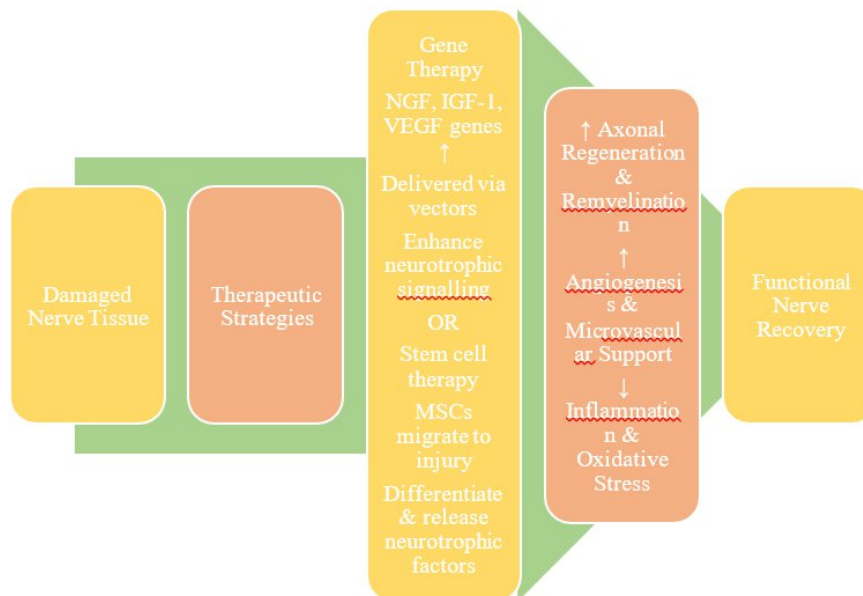 Damaged
Nerve Tissue
Therapeutic
Strategies
Gene
Therapy
NGF, IGF-1,
VEGF genes
↑
Delivered via
vectors
Enhance
neurotrophic
signalling
OR
Stem cell
therapy
MSCs
migrate to
injury
Differentiate
& release
neurotrophic
factors
↑ Axonal
Regeneration
&
Remyelinatio
n
↑
Angiogenesi
s &
Microvascul
ar Support
↓
Inflammatio
n &
Oxidative
Stress
Functional
Nerve
Recovery